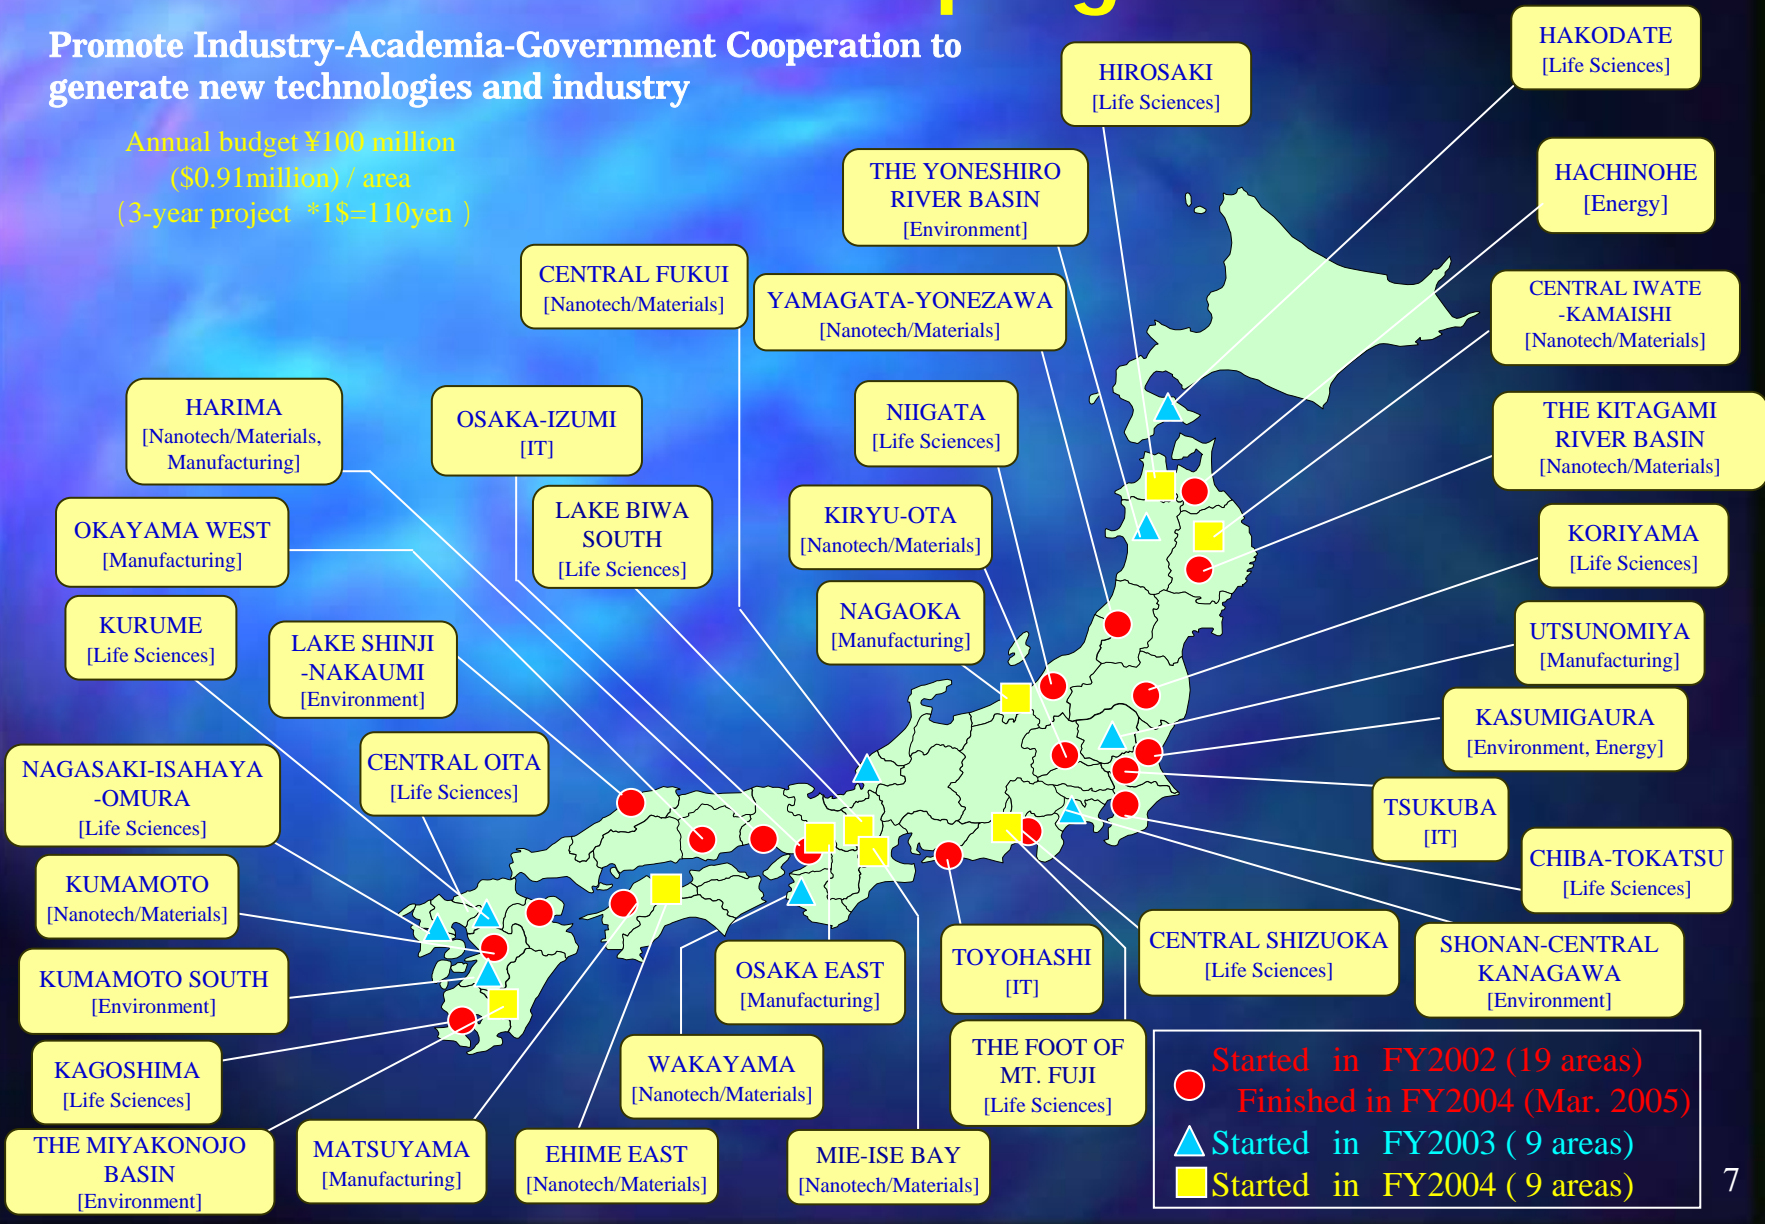 Promote Industry-Academia-Government Cooperation to
generate new technologies and industry
Annual budget ¥100 million
($0.91million) / area
(3-year project *1$=110yen )
HIROSAKI
[Life Sciences]
HAKODATE
[Life Sciences]
THE YONESHIRO
RIVER BASIN
[Environment]
HACHINOHE
[Energy]
CENTRAL FUKUI
[Nanotech/Materials]
YAMAGATA-YONEZAWA
[Nanotech/Materials]
CENTRAL IWATE
-KAMAISHI
[Nanotech/Materials]
HARIMA
[Nanotech/Materials,
Manufacturing]
OSAKA-IZUMI
[IT]
NIIGATA
[Life Sciences]
THE KITAGAMI
RIVER BASIN
[Nanotech/Materials]
OKAYAMA WEST
[Manufacturing]
LAKE BIWA
SOUTH
[Life Sciences]
KIRYU-OTA
[Nanotech/Materials]
KORIYAMA
[Life Sciences]
KURUME
[Life Sciences]
LAKE SHINJI
-NAKAUMI
[Environment]
NAGAOKA
[Manufacturing]
UTSUNOMIYA
[Manufacturing]
KASUMIGAURA
[Environment, Energy]
NAGASAKI-ISAHAYA
-OMURA
[Life Sciences]
CENTRAL OITA
[Life Sciences]
TSUKUBA
[IT]
CHIBA-TOKATSU
[Life Sciences]
KUMAMOTO
[Nanotech/Materials]
KUMAMOTO SOUTH
[Environment]
OSAKA EAST
[Manufacturing]
TOYOHASHI
[IT]
CENTRAL SHIZUOKA
[Life Sciences]
SHONAN-CENTRAL
KANAGAWA
[Environment]
KAGOSHIMA
[Life Sciences]
WAKAYAMA
[Nanotech/Materials]
THE FOOT OF
MT. FUJI
[Life Sciences]
THE MIYAKONOJO
BASIN
[Environment]
MATSUYAMA
[Manufacturing]
EHIME EAST
[Nanotech/Materials]
MIE-ISE BAY
[Nanotech/Materials]
Started in FY2002 (19 areas)
Finished in FY2004 (Mar. 2005)
Started in FY2003 ( 9 areas)
Started in FY2004 ( 9 areas)
7